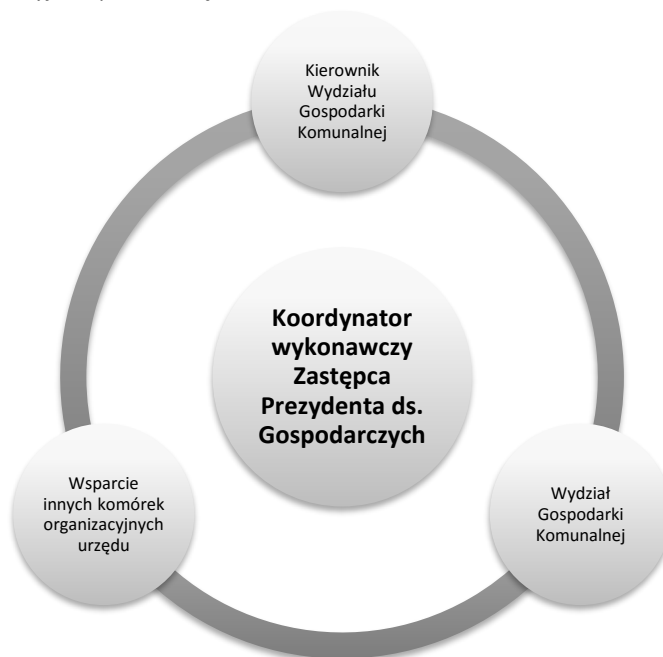 Kierownik
Wydziału
Gospodarki
Komunalnej
Koordynator
wykonawczy
Zastępca
Prezydenta ds.
Gospodarczych
Wsparcie
innych komórek
organizacyjnych
urzędu
Wydział
Gospodarki
Komunalnej